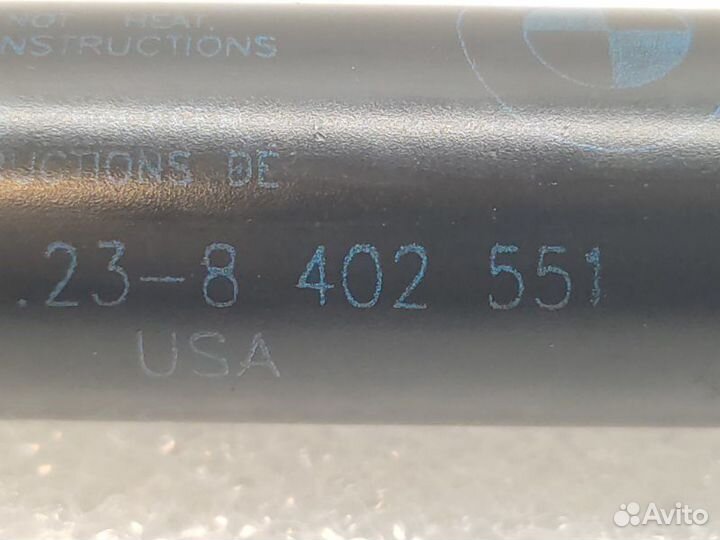 NOT HEAT.
INSTRUCTIONS
RUCTIONS DE
.23-8 402 551
USA
Avito